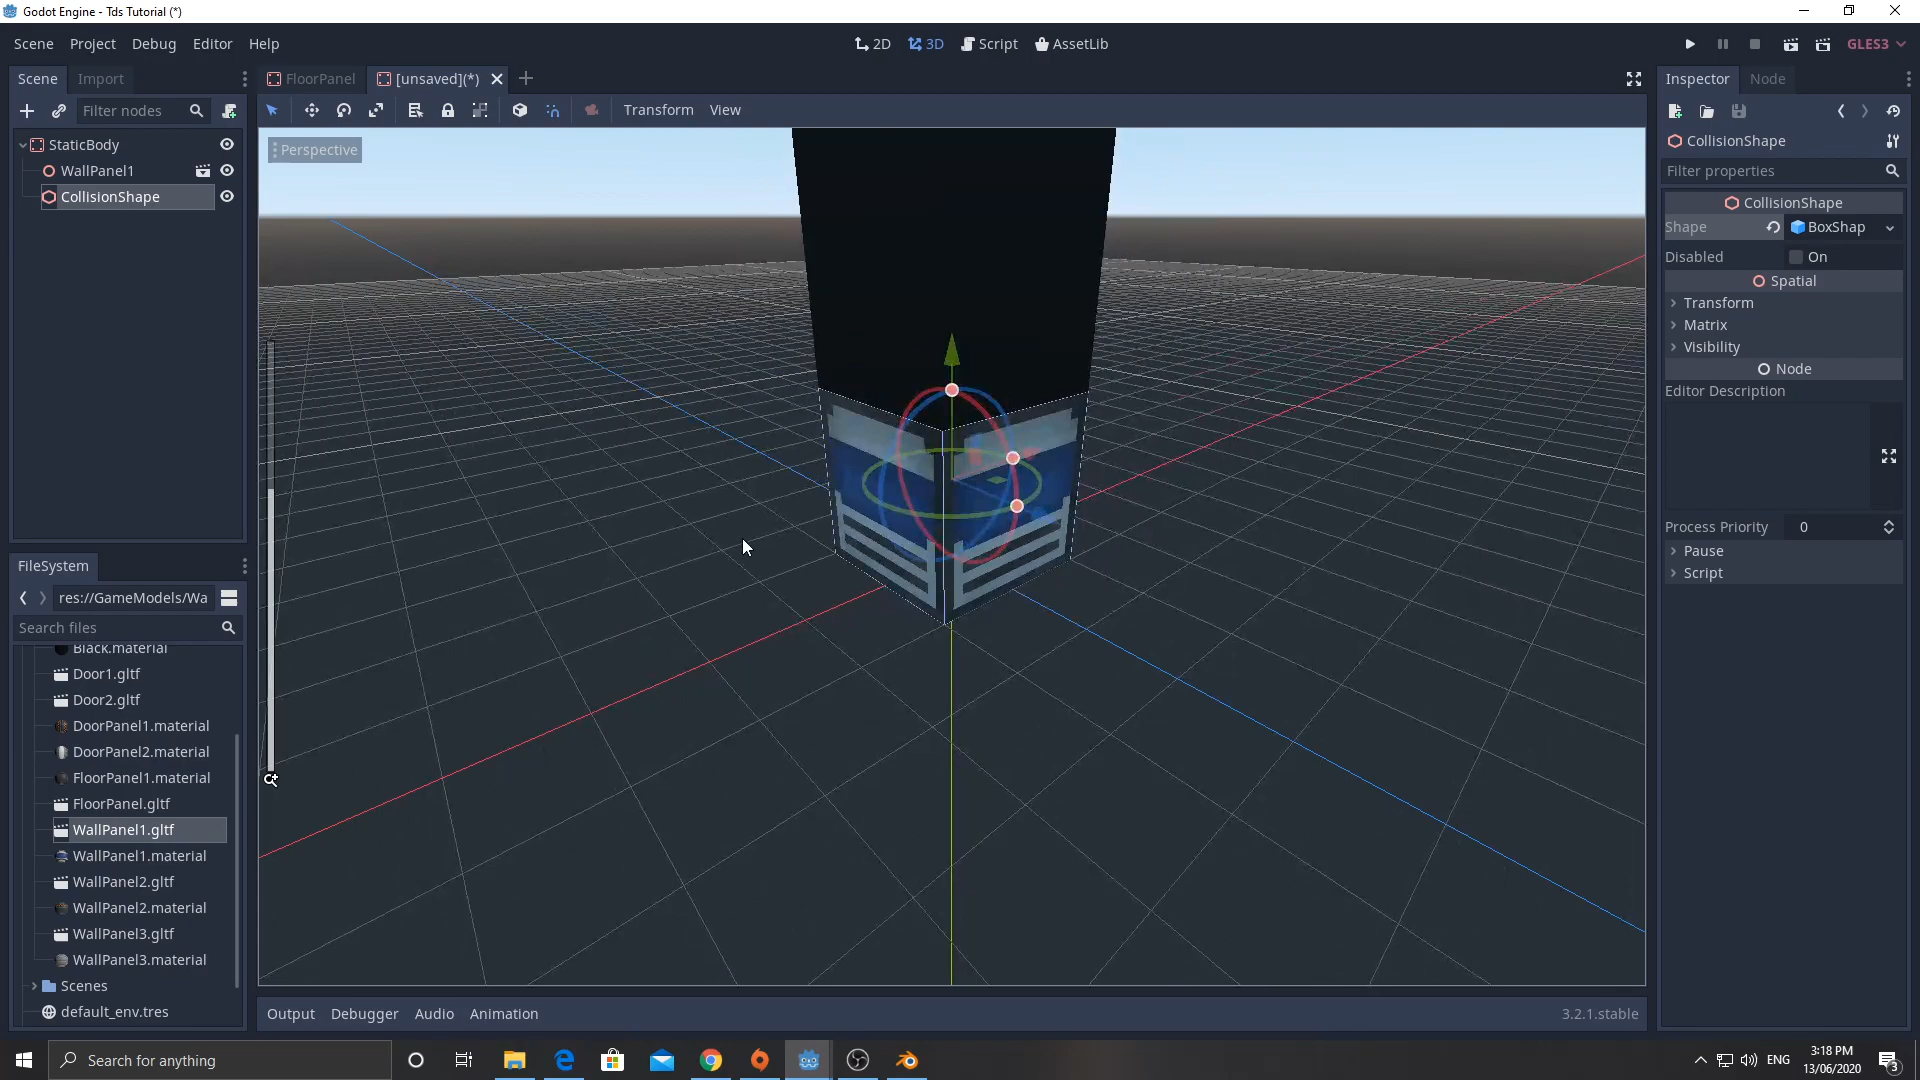 Godot Engine - Tds Tutorial (*)
Scene Project Debug Editor Help
2D 3D Script AssetLib
GLES3
Scene Import
FloorPanel [unsaved](*)
Inspector Node
Filter nodes
Transform View
StaticBody
WallPanel1
CollisionShape
Perspective
CollisionShape
Filter properties
CollisionShape
Shape BoxShap
Disabled On
Spatial
Transform
Matrix
Visibility
Node
Editor Description
Process Priority 0
Pause
Script
FileSystem
res://GameModels/Wa
Search files
Black.material
Door1.gltf
Door2.gltf
DoorPanel1.material
DoorPanel2.material
FloorPanel1.material
FloorPanel.gltf
WallPanel1.gltf
WallPanel1.material
WallPanel2.gltf
WallPanel2.material
WallPanel3.gltf
WallPanel3.material
Scenes
default_env.tres
Output Debugger Audio Animation
3.2.1.stable
Search for anything
ENG
3:18 PM
13/06/2020
3